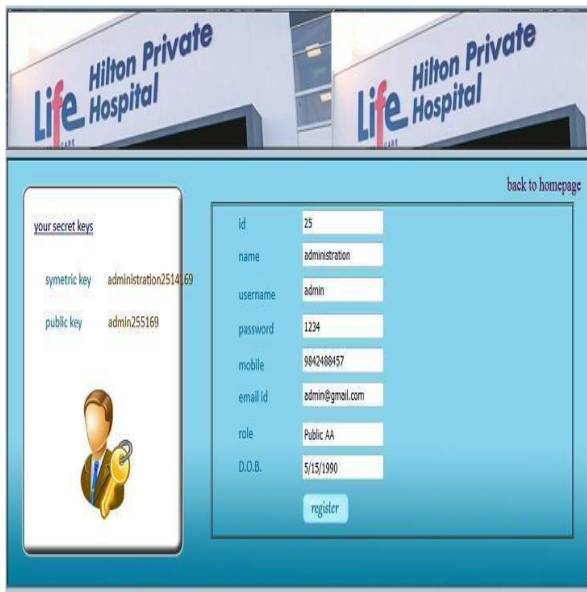 Life Hilton Private
Hospital
Life Hilton Private
Hospital
back to homepage
your secret keys
symetric key administration2514169
public key admin255169
id 25
name administration
username admin
password 1234
mobile 9842488457
email id admin@gmail.com
role Public AA
D.O.B. 5/15/1990
register